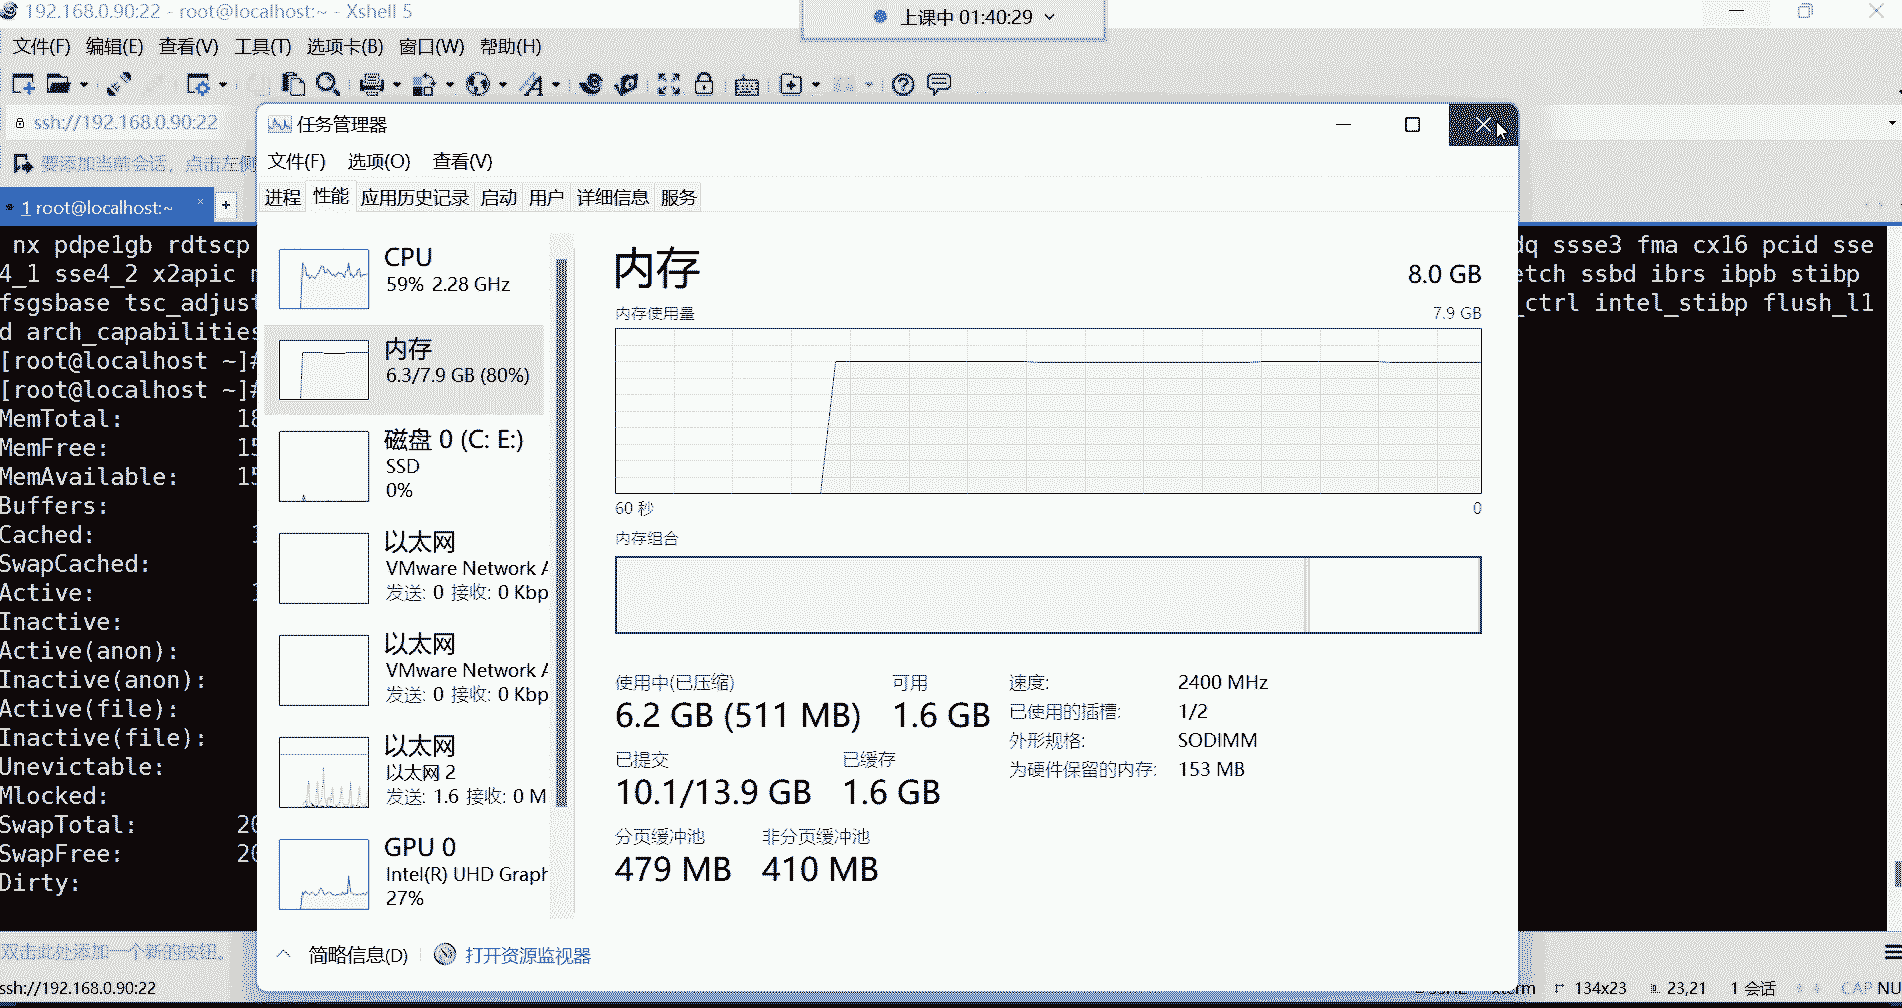 192.168.0.90:22 - root@localhost:~ - Xshell 5
上课中 01:40:29
文件(F) 编辑(E) 查看(V) 工具(T) 选项卡(B) 窗口(W) 帮助(H)
ssh://192.168.0.90:22
要添加当前会话，点击左侧
1 root@localhost:~
+
nx pdpe1gb rdtscp
4_1 sse4_2 x2apic
fsgsbase tsc_adjust
d arch_capabilities
[root@localhost ~]#
[root@localhost ~]#
MemTotal: 18
MemFree: 15
MemAvailable: 15
Buffers:
Cached:
SwapCached:
Active:
Inactive:
Active(anon):
Inactive(anon):
Active(file):
Inactive(file):
Unevictable:
Mlocked:
SwapTotal: 20
SwapFree: 20
Dirty:
dq ssse3 fma cx16 pcid sse
etch ssbd ibrs ibpb stibp
_ctrl intel_stibp flush_l1
任务管理器
文件(F) 选项(O) 查看(V)
进程 性能 应用历史记录 启动 用户 详细信息 服务
CPU
59% 2.28 GHz
内存
6.3/7.9 GB (80%)
磁盘 0 (C: E:)
SSD
0%
以太网
VMware Network A
发送: 0 接收: 0 Kbp
以太网
VMware Network A
发送: 0 接收: 0 Kbp
以太网
以太网 2
发送: 1.6 接收: 0 M
GPU 0
Intel(R) UHD Graph
27%
内存
8.0 GB
内存使用量
7.9 GB
60 秒
0
内存组合
使用中(已压缩)
6.2 GB (511 MB)
可用
1.6 GB
已提交
10.1/13.9 GB
已缓存
1.6 GB
分页缓冲池
479 MB
非分页缓冲池
410 MB
速度: 2400 MHz
已使用的插槽: 1/2
外形规格: SODIMM
为硬件保留的内存: 153 MB
简略信息(D) 打开资源监视器
双击此处添加一个新的按钮。
ssh://192.168.0.90:22
134x23 23,21 1 会话 CAP NU